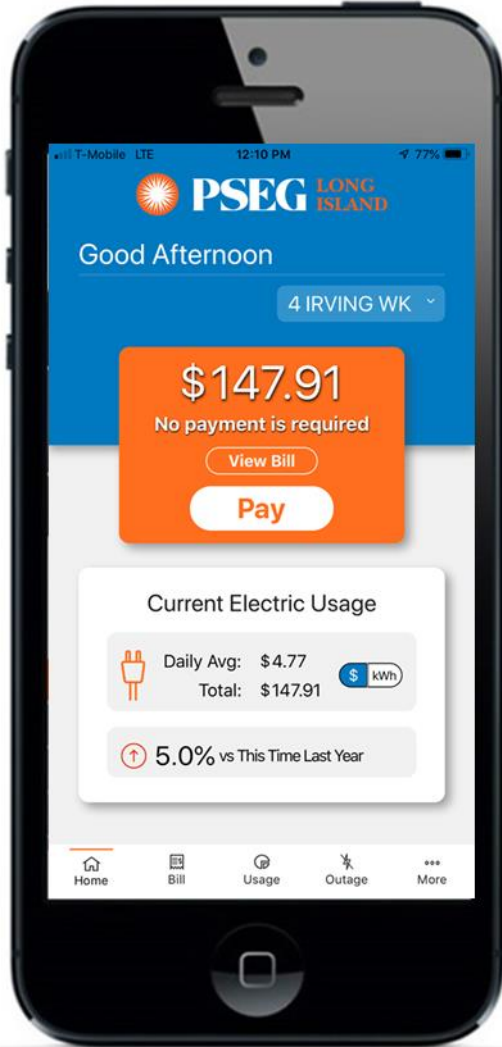 T-Mobile LTE 12:10 PM 77%
PSEG LONG ISLAND
Good Afternoon
4 IRVING WK
$147.91
No payment is required
View Bill
Pay
Current Electric Usage
Daily Avg: $4.77
Total: $147.91
$ kWh
5.0% vs This Time Last Year
Home Bill Usage Outage More